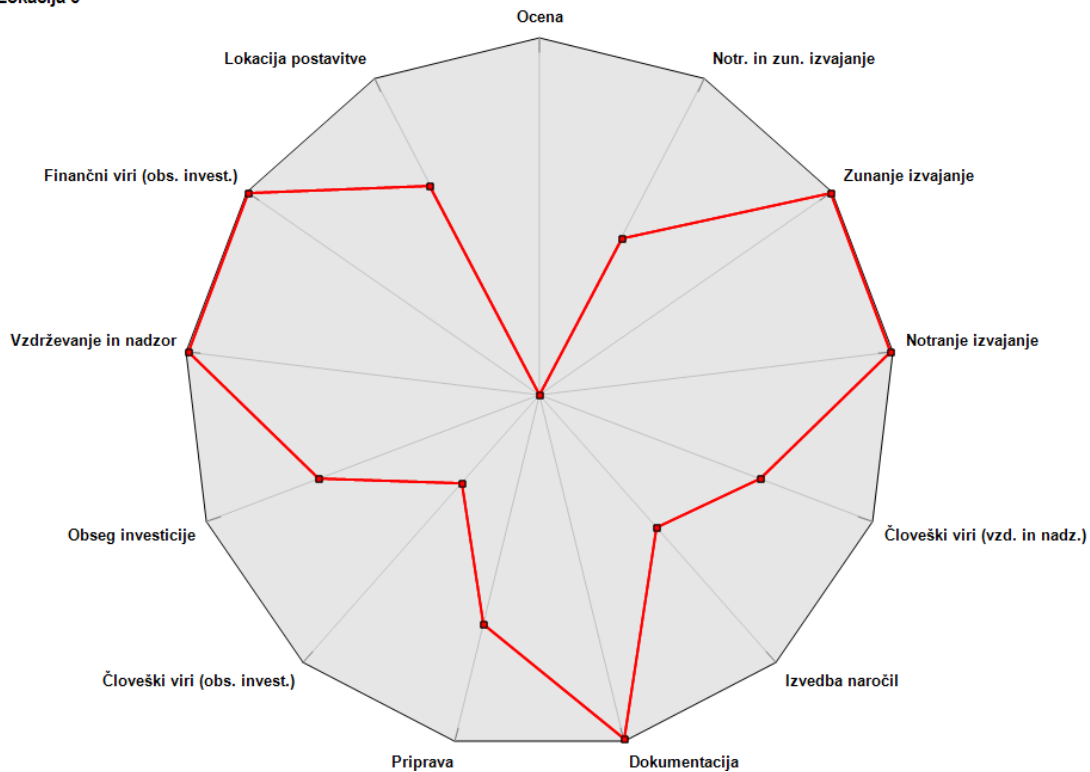 Ocena
Lokacija postavitve
Notr. in zun. izvajanje
Finančni viri (obs. invest.)
Zunanje izvajanje
Vzdrževanje in nadzor
Notranje izvajanje
Obseg investicije
Človeški viri (vzd. in nadz.)
Človeški viri (obs. invest.)
Izvedba naročil
Priprava
Dokumentacija